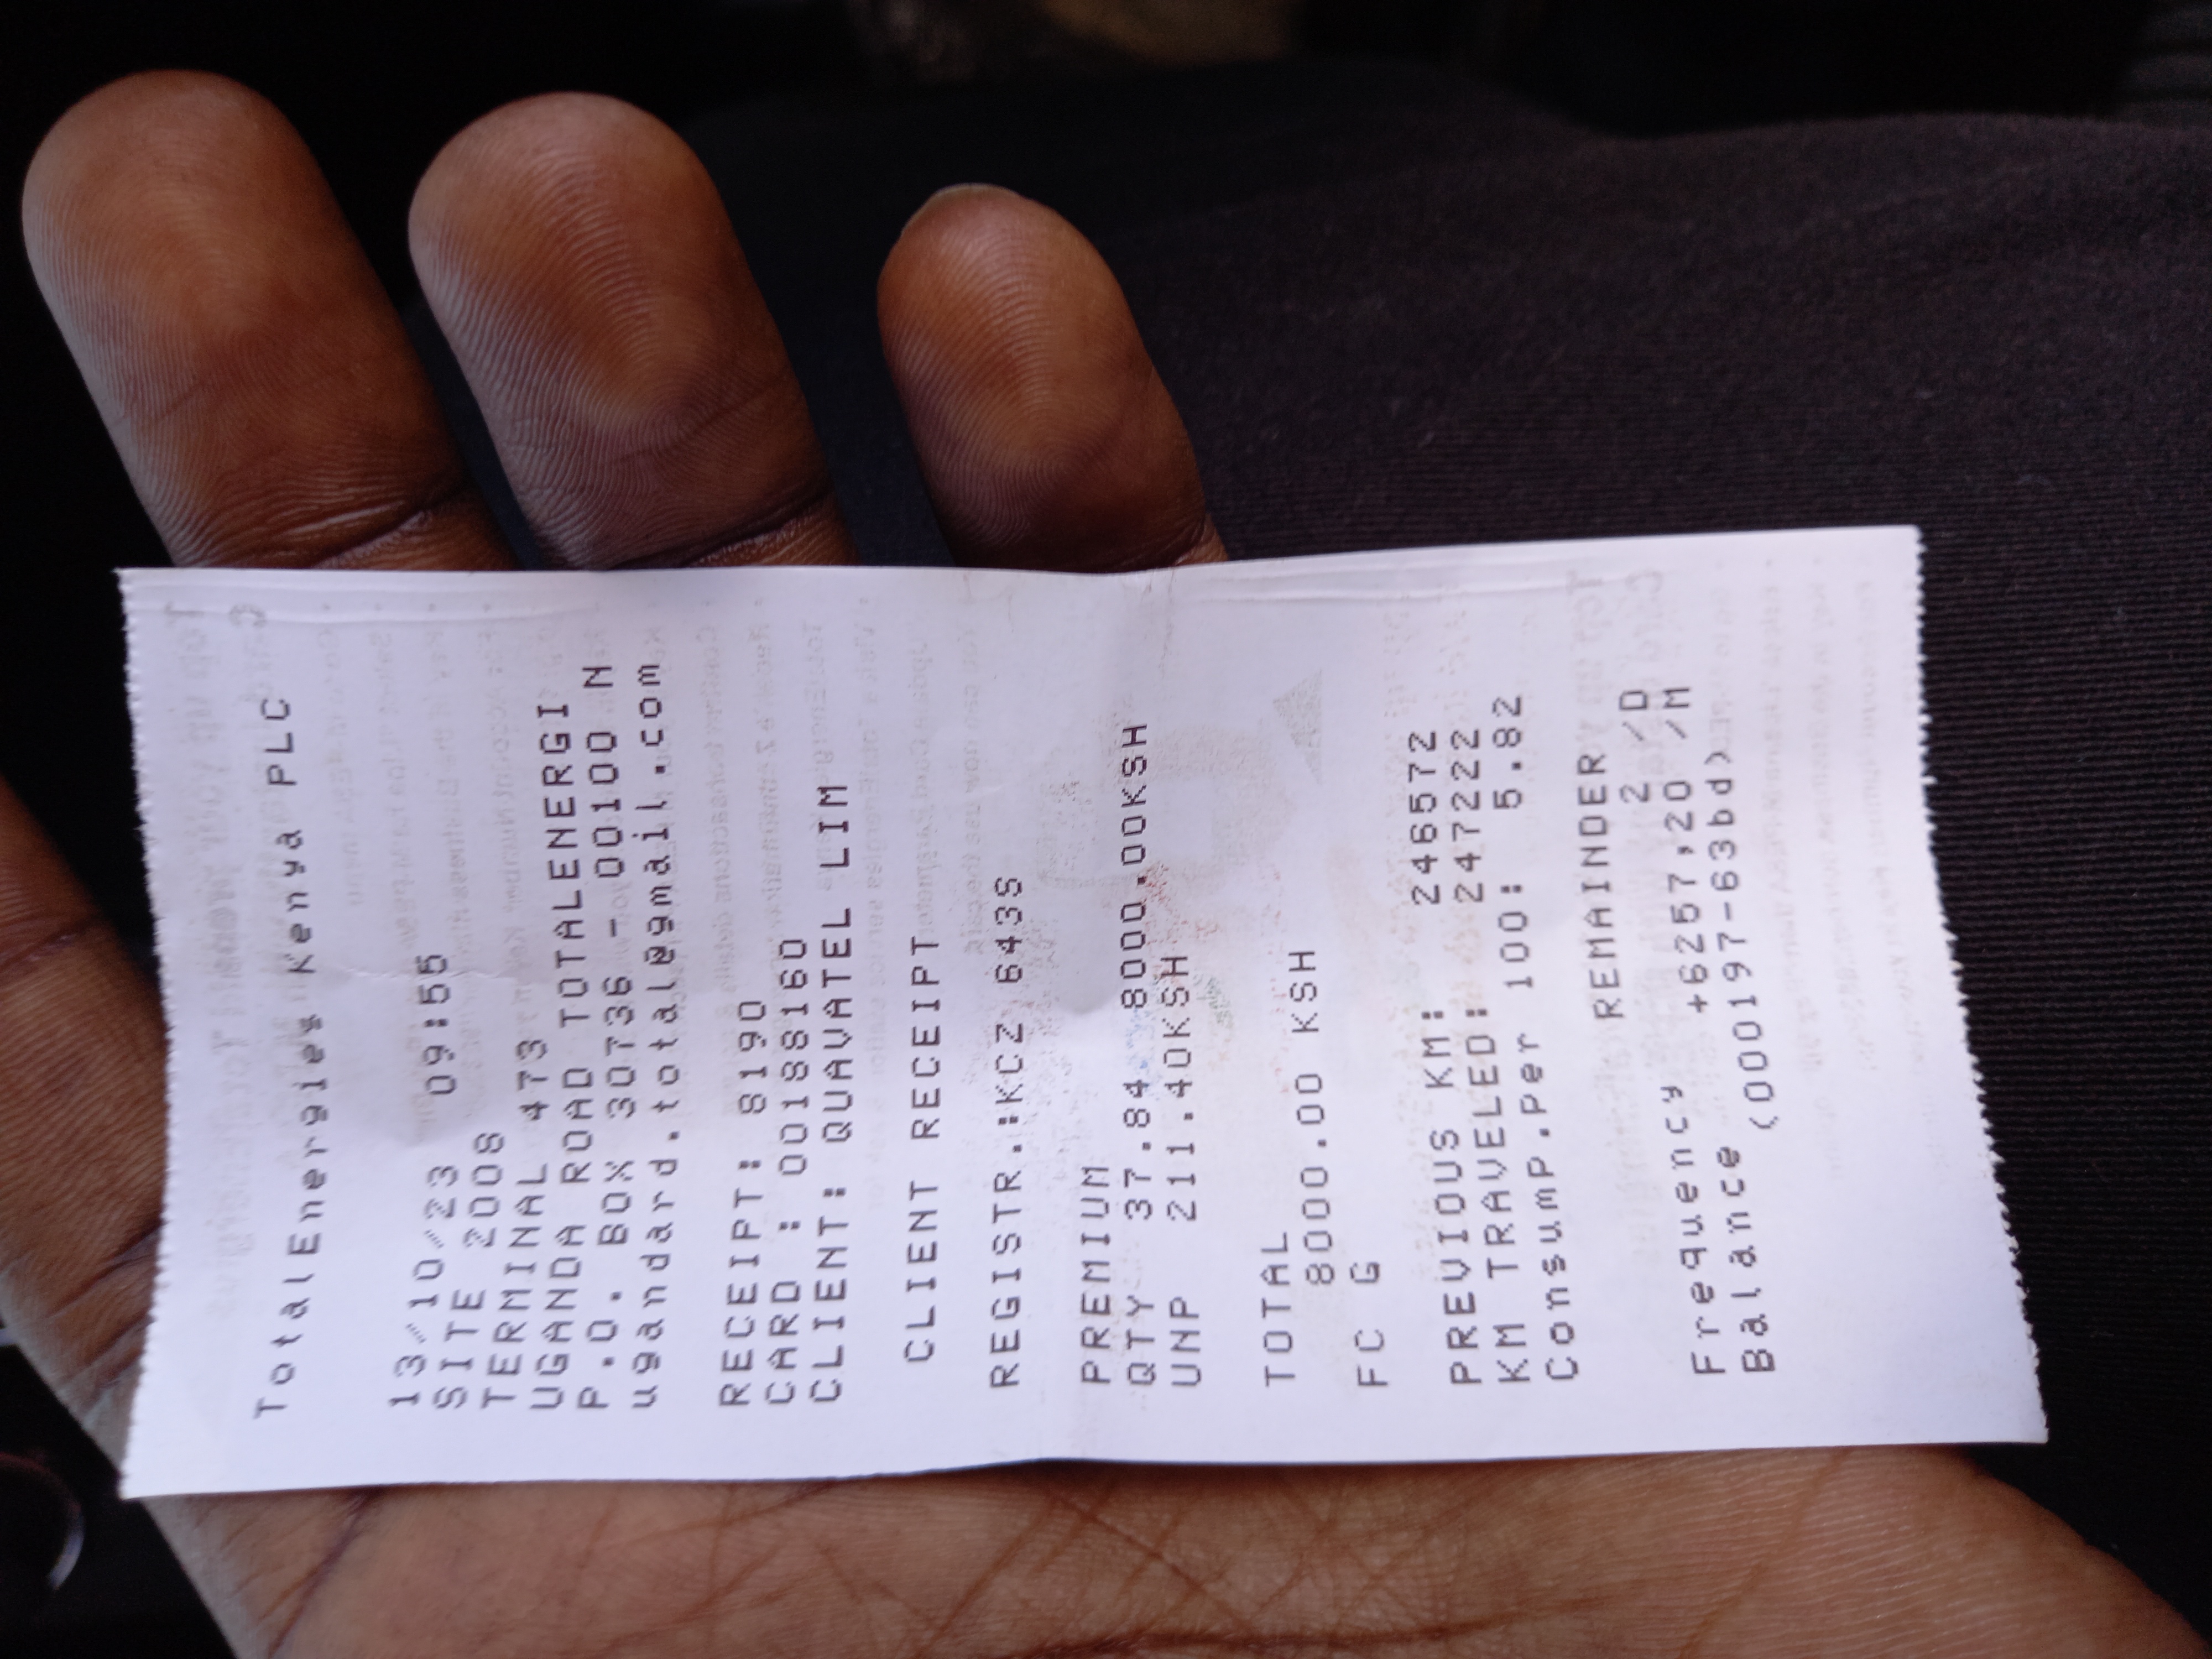 TotalEnergies Kenya PLC
13/10/23 09:55
SITE 2008
TERMINAL 473
UGANDA ROAD TOTALENERGI
P.O. BOX 30736 - 00100 N
ugandard.total@gmail.com
RECEIPT: 8190
CARD : 00188160
CLIENT: QUAVATEL LIM
CLIENT RECEIPT
REGISTR.:KCZ 643S
PREMIUM
QTY 37.84 8000.00KSH
UNP 211.40KSH
TOTAL
8000.00 KSH
FC G
PREVIOUS KM: 246572
KM TRAVELED: 247222
Consump.Per 100: 5.82
REMAINDER
Frequency 2 /D
Balance +6257,20 /M
(000197-63bd)